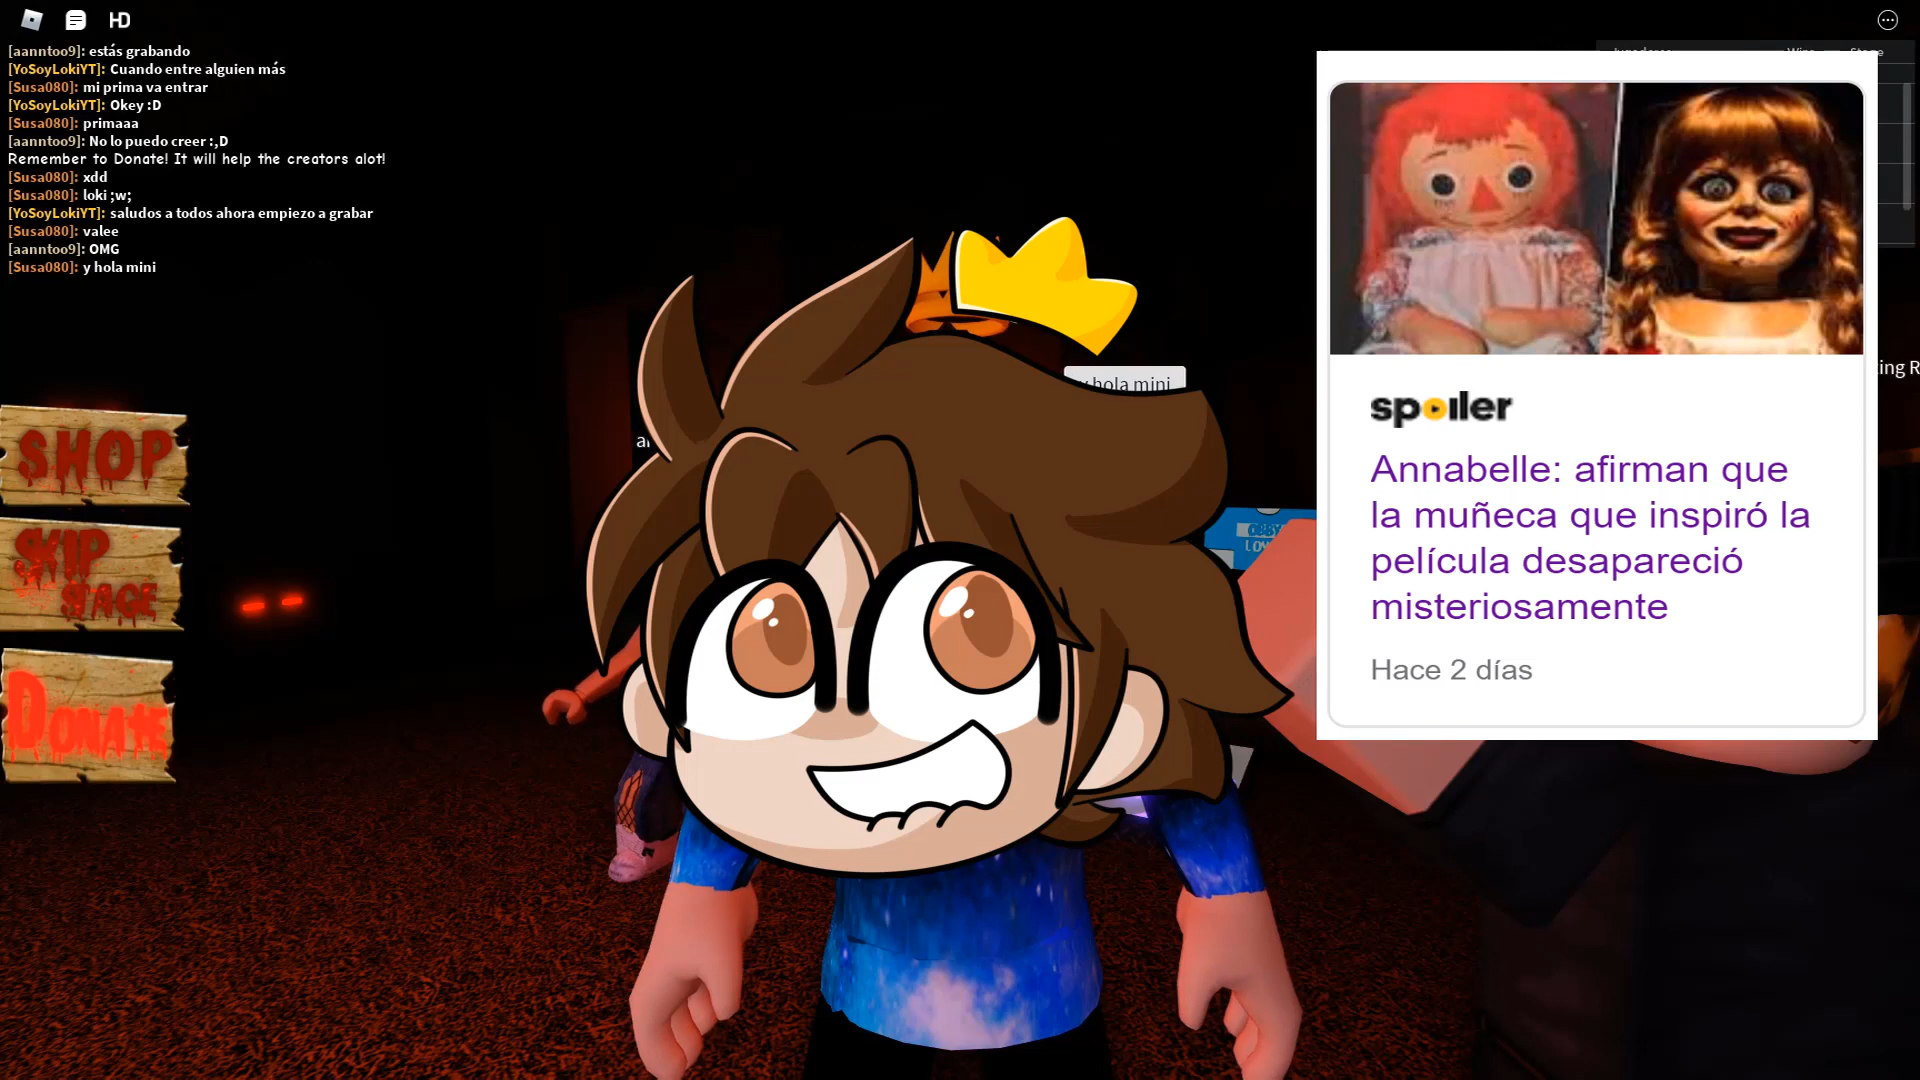 HD
[aanntoo9]: estás grabando
[YoSoyLokiYT]: Cuando entre alguien más
[Susa080]: mi prima va entrar
[YoSoyLokiYT]: Okey :D
[Susa080]: primaaa
[aanntoo9]: No lo puedo creer :,D
Remember to Donate! It will help the creators alot!
[Susa080]: xdd
[Susa080]: loki ;w;
[YoSoyLokiYT]: saludos a todos ahora empiezo a grabar
[Susa080]: valee
[aanntoo9]: OMG
[Susa080]: y hola mini
SHOP
SKIP
STAGE
DONATE
y hola mini
spoiler
Annabelle: afirman que
la muñeca que inspiró la
película desapareció
misteriosamente
Hace 2 días